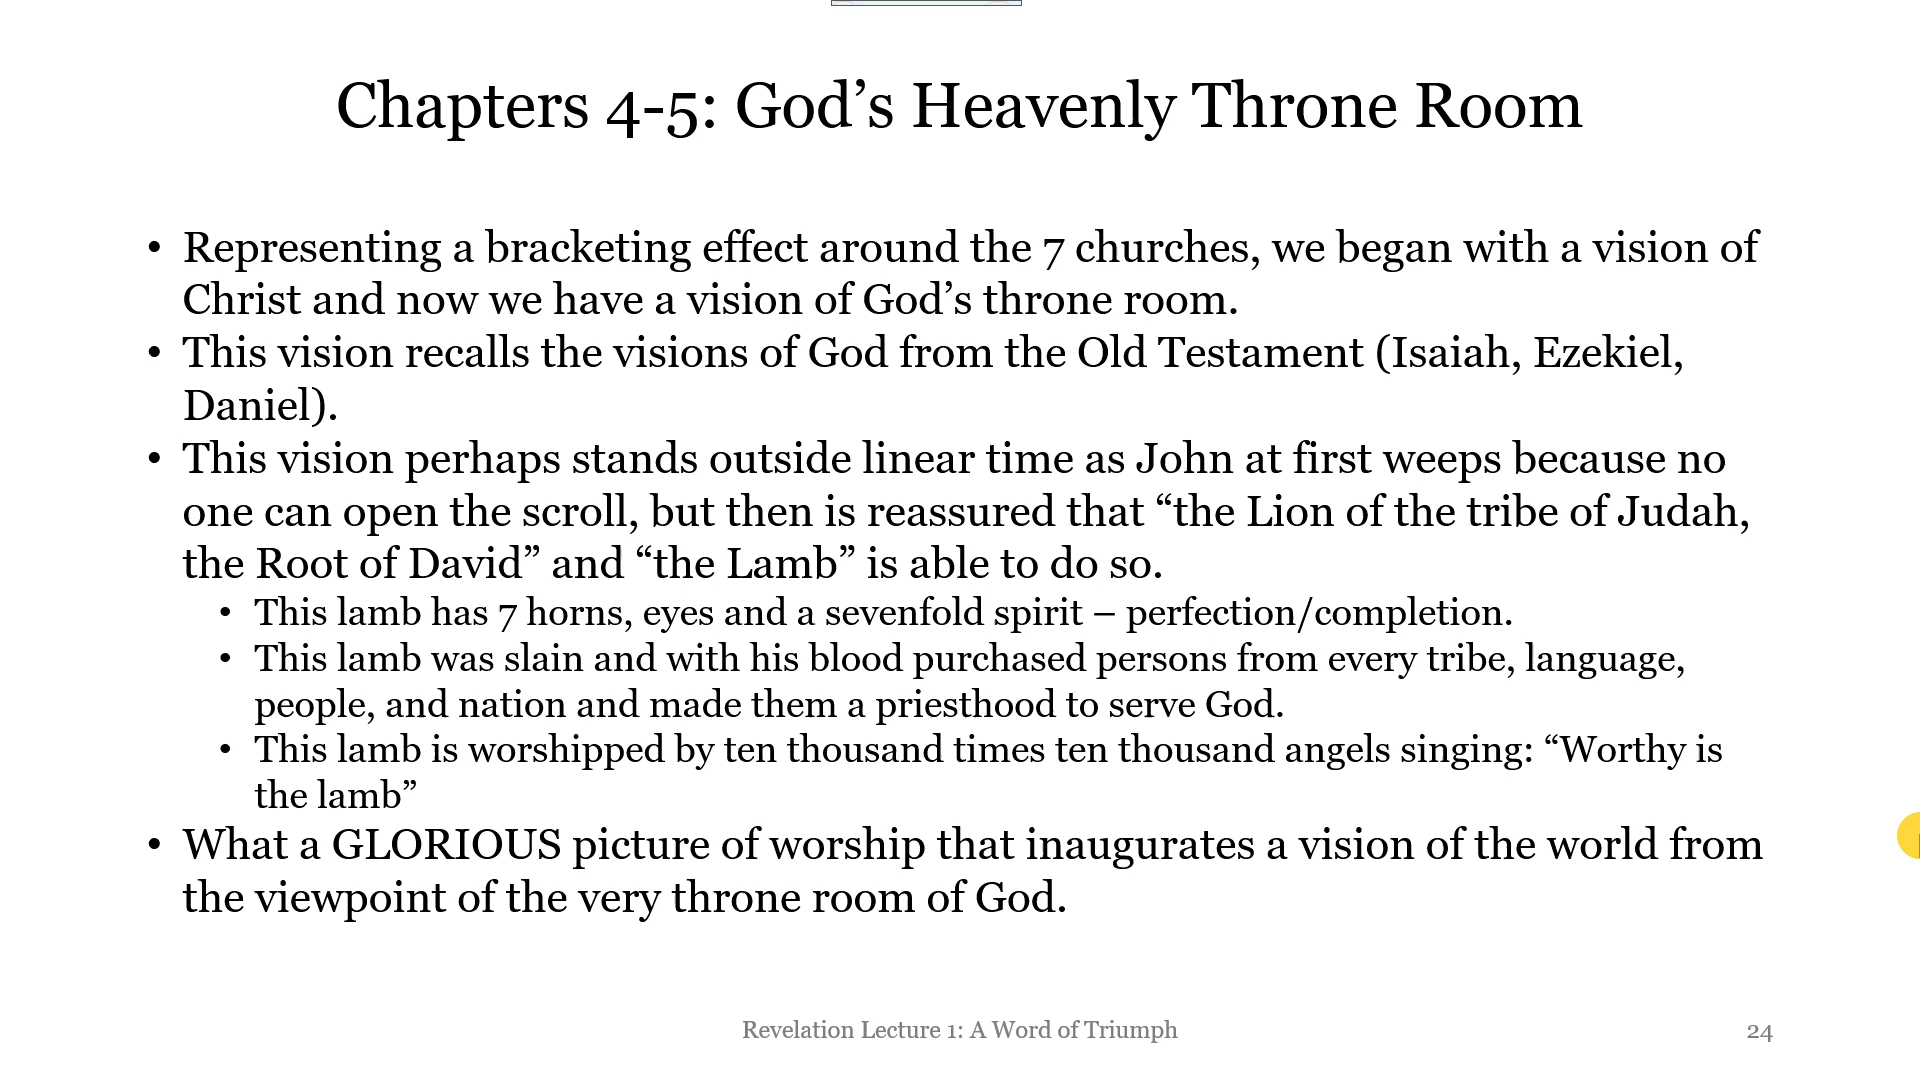 Chapters 4-5: God’s Heavenly Throne Room
• Representing a bracketing effect around the 7 churches, we began with a vision of
Christ and now we have a vision of God’s throne room.
• This vision recalls the visions of God from the Old Testament (Isaiah, Ezekiel,
Daniel).
• This vision perhaps stands outside linear time as John at first weeps because no
one can open the scroll, but then is reassured that “the Lion of the tribe of Judah,
the Root of David” and “the Lamb” is able to do so.
• This lamb has 7 horns, eyes and a sevenfold spirit – perfection/completion.
• This lamb was slain and with his blood purchased persons from every tribe, language,
people, and nation and made them a priesthood to serve God.
• This lamb is worshipped by ten thousand times ten thousand angels singing: “Worthy is
the lamb”
• What a GLORIOUS picture of worship that inaugurates a vision of the world from
the viewpoint of the very throne room of God.
Revelation Lecture 1: A Word of Triumph
24